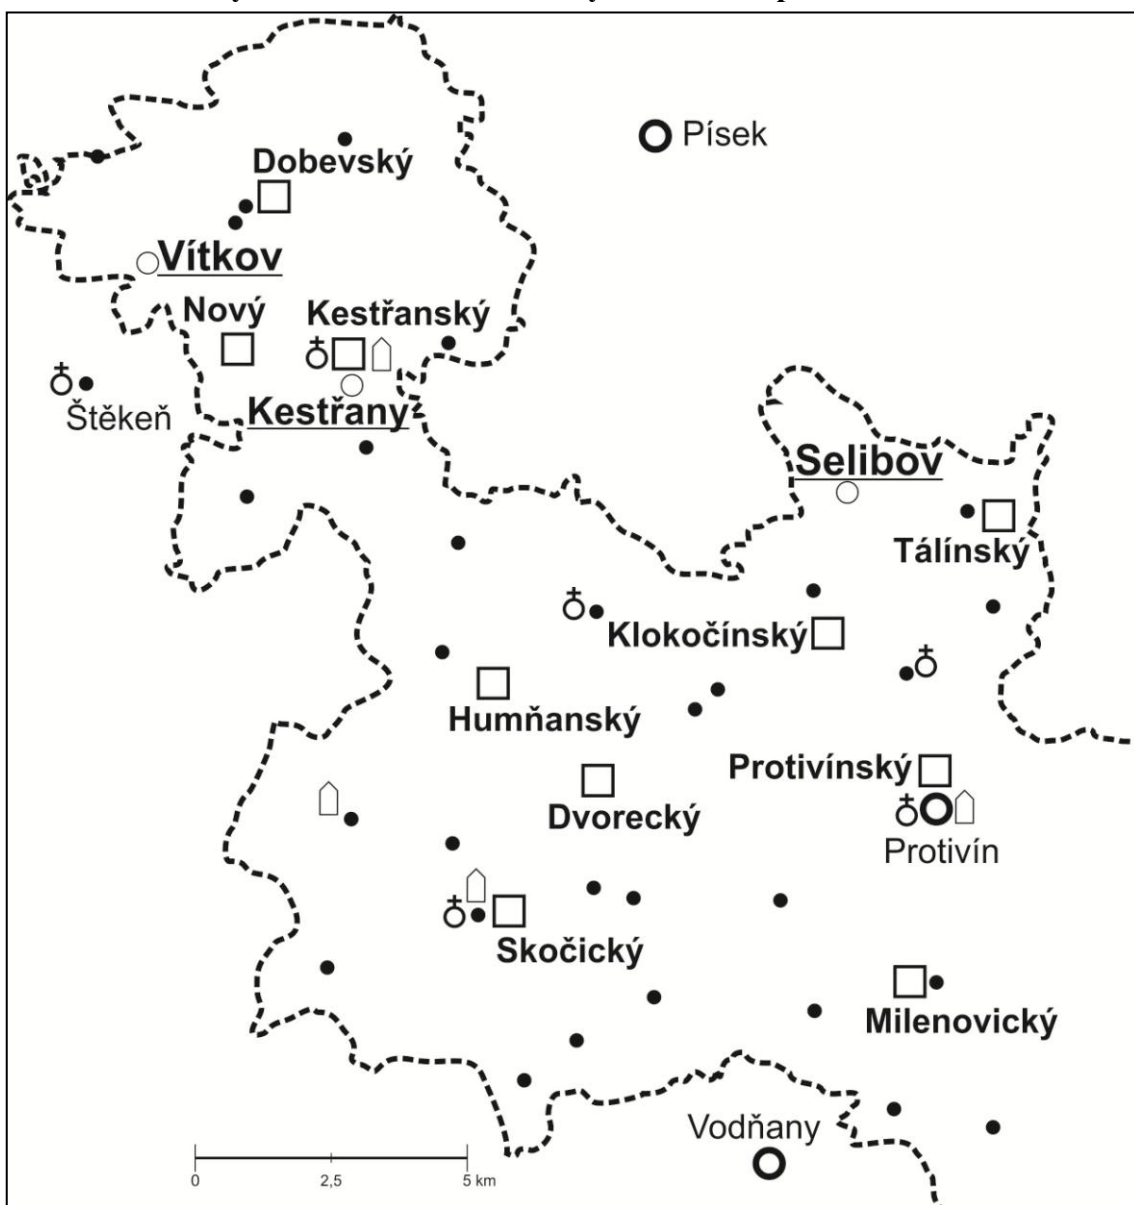 Písek
Dobevský
Vítkov
Nový
Kestřanský
Štěkeň
Kestřany
Selibov
Tálínský
Klokočínský
Humňanský
Protivínský
Dvorecký
Protivín
Skočický
Milenovický
Vodňany
0
2,5
5 km